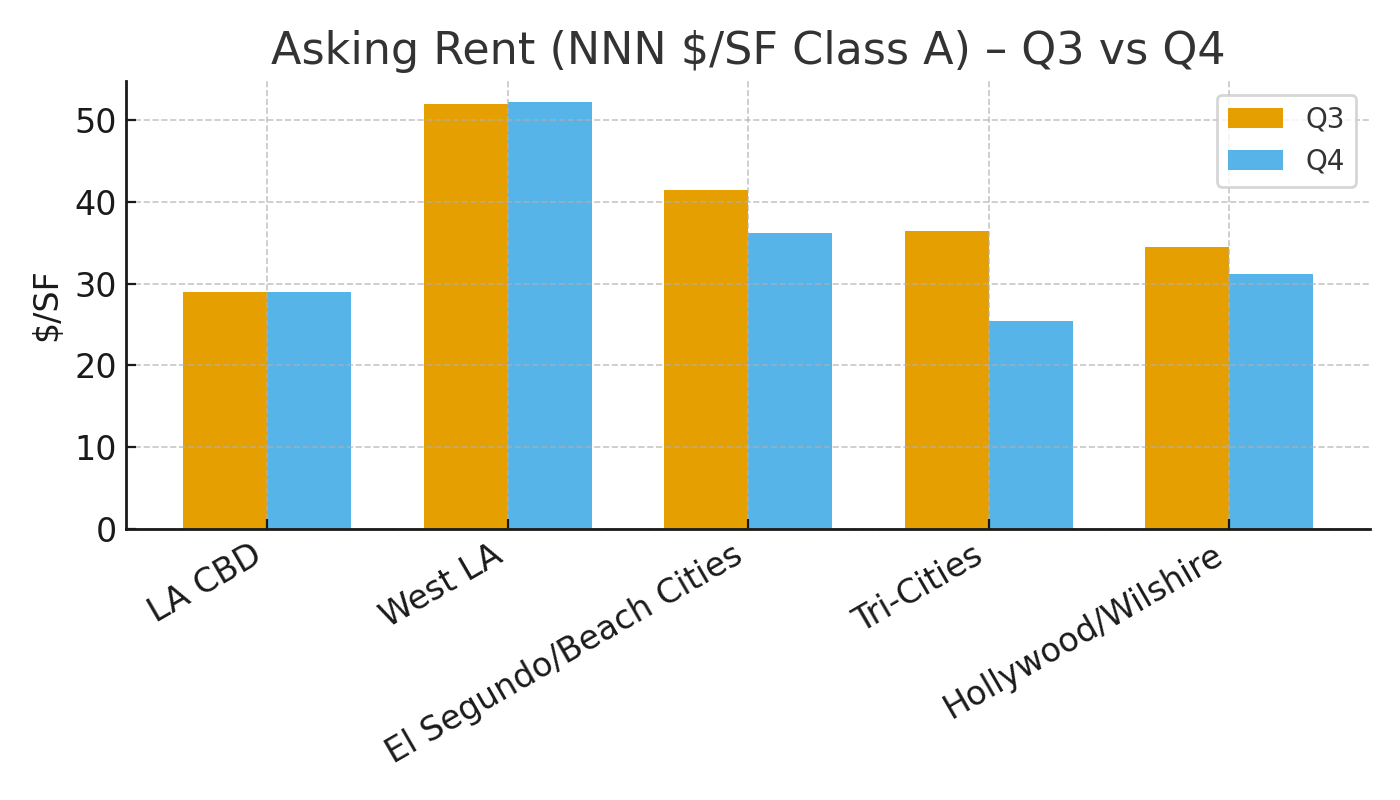 Asking Rent (NNN $/SF Class A) – Q3 vs Q4
$/SF
50
40
30
20
10
0
Q3
Q4
LA CBD
West LA
El Segundo/Beach Cities
Tri-Cities
Hollywood/Wilshire